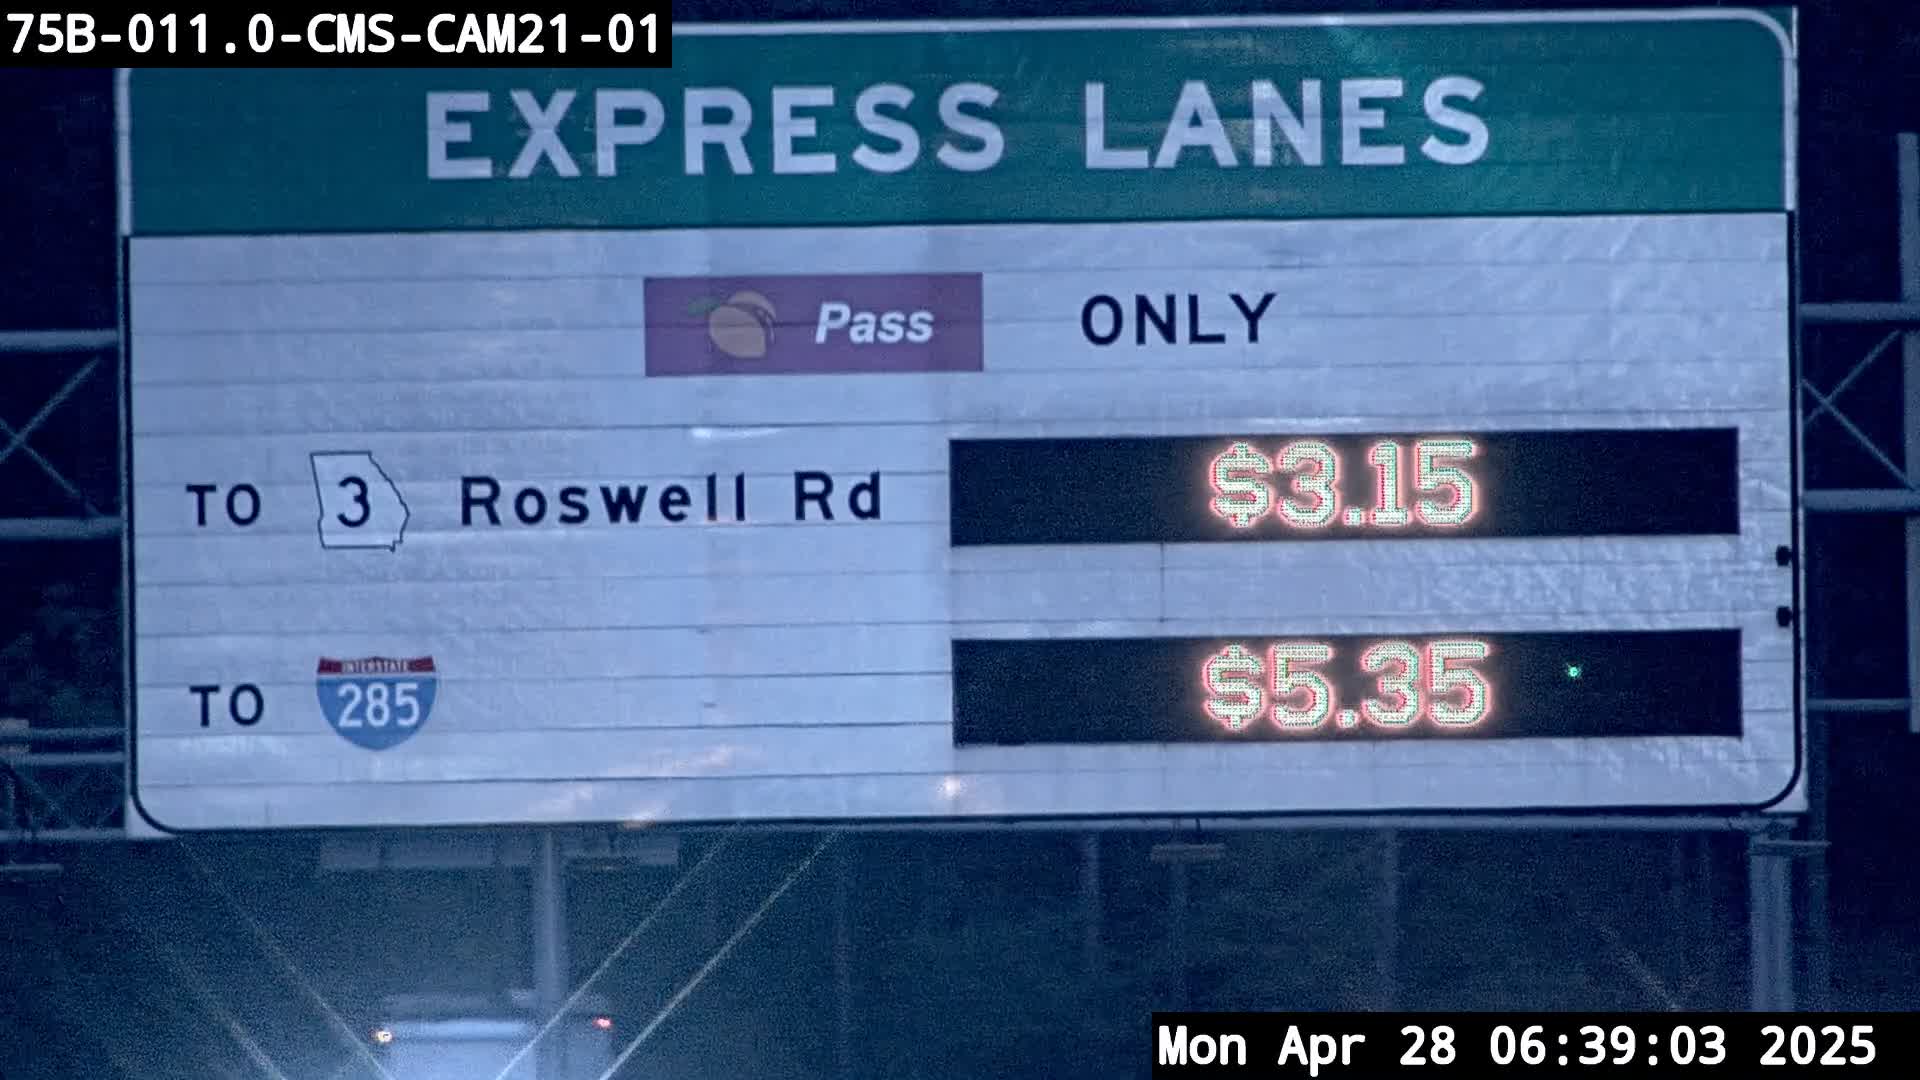 75B-011.0-CMS-CAM21-01
EXPRESS LANES
Pass ONLY
TO 3 Roswell Rd $3.15
TO INTERSTATE 285 $5.35
Mon Apr 28 06:39:03 2025